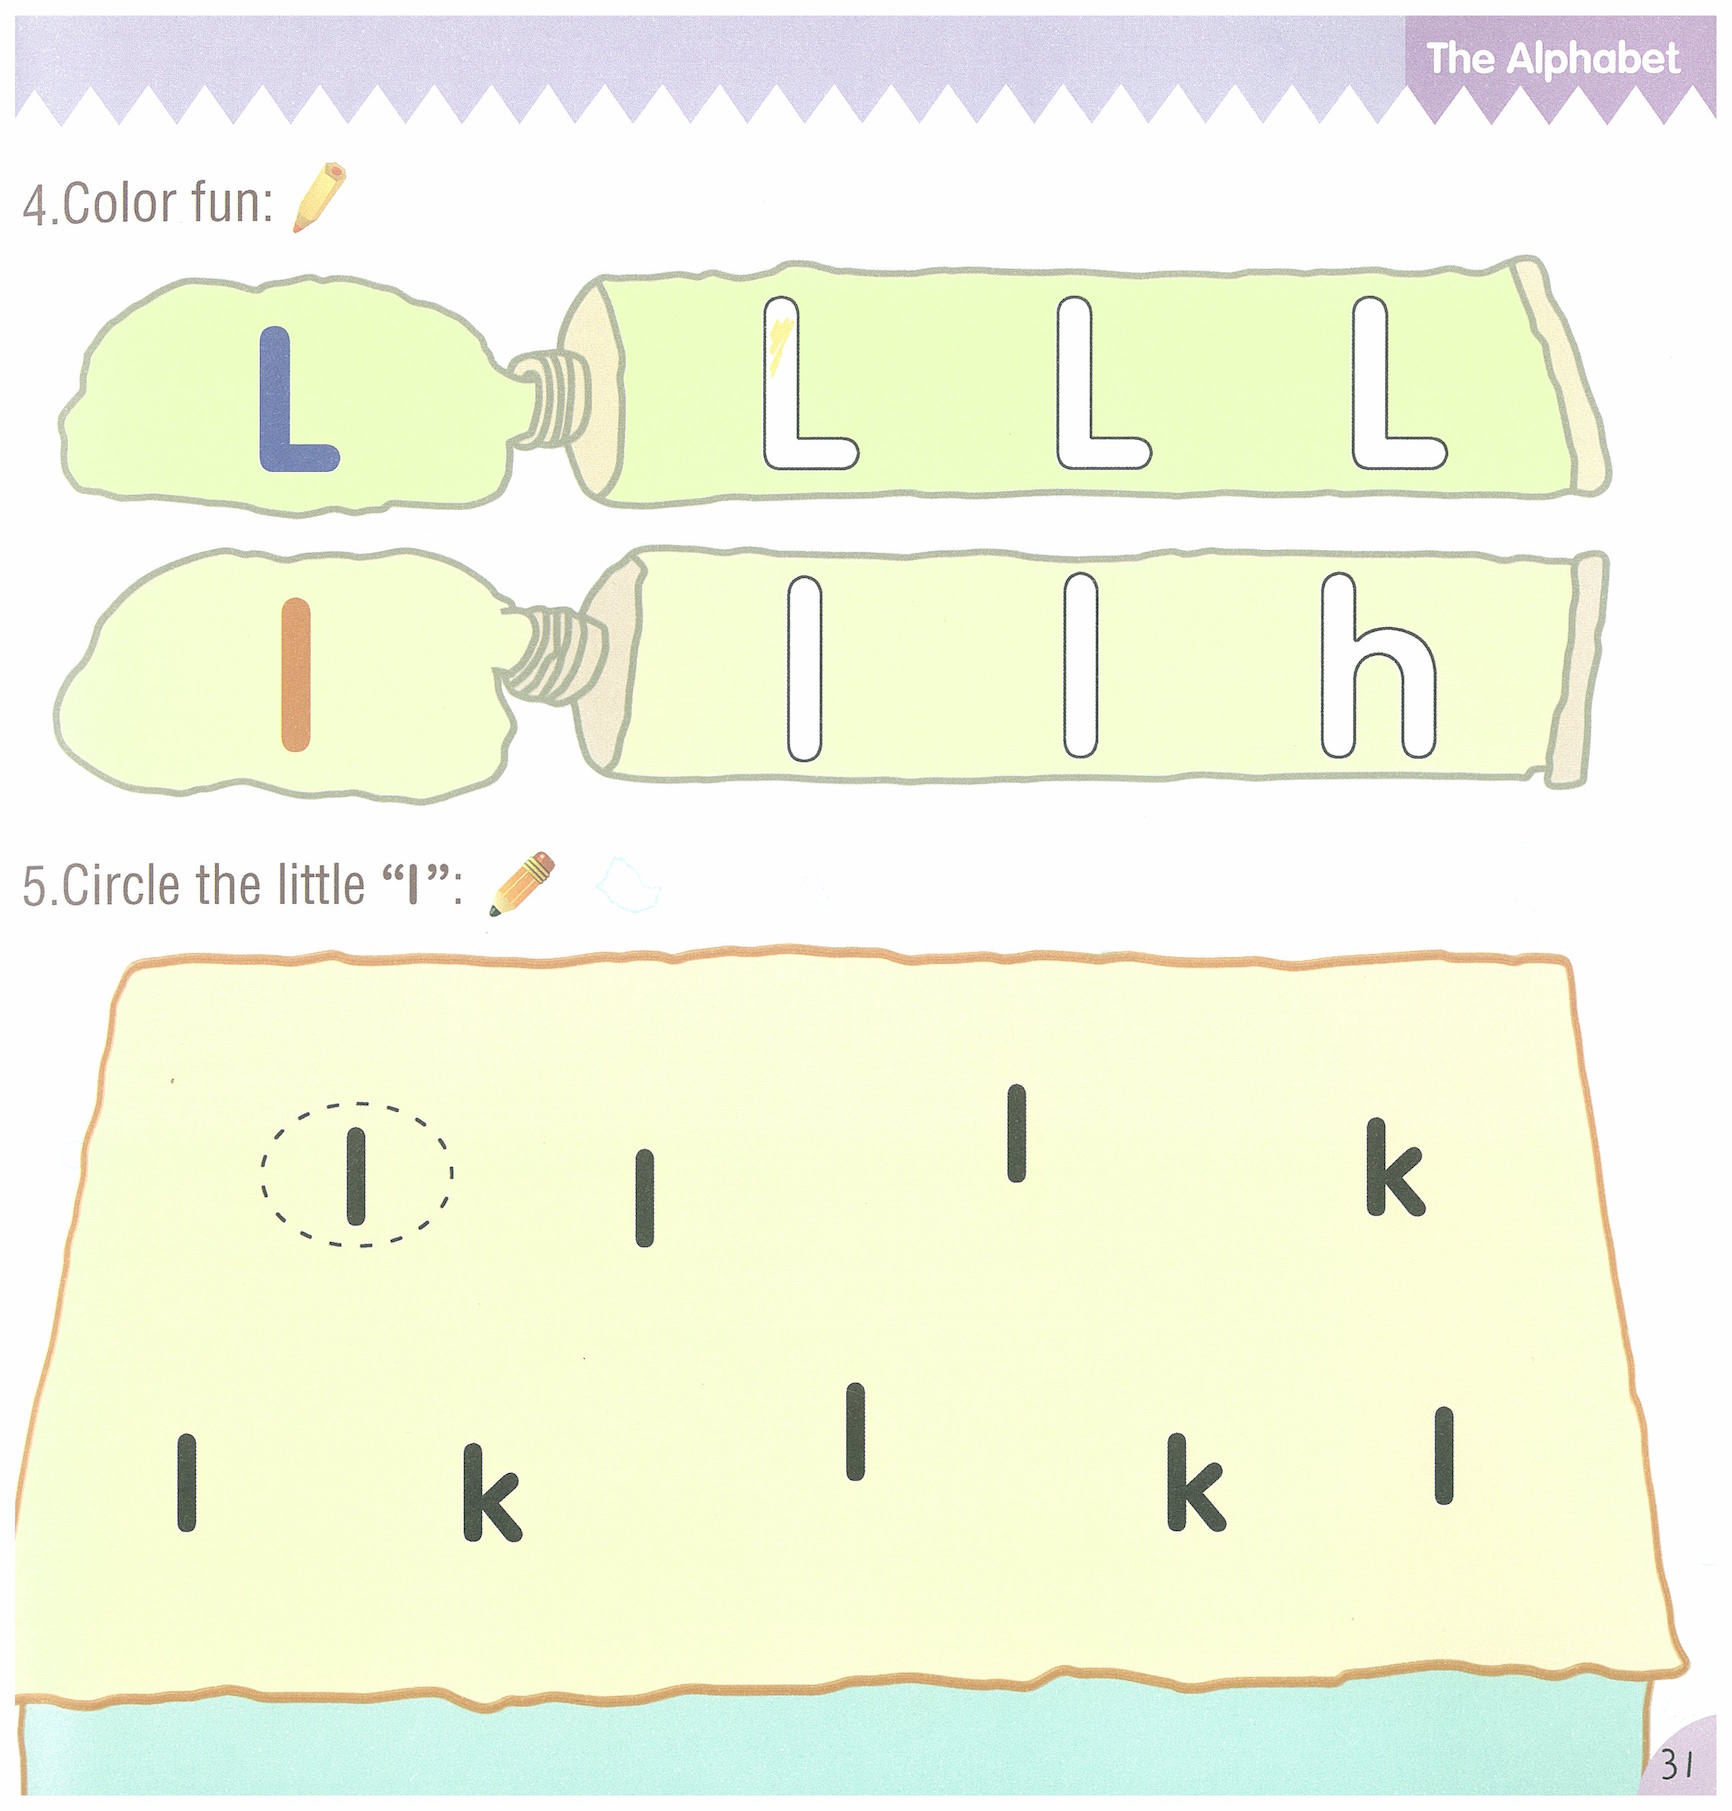 The Alphabet
4.Color fun:
L L L L
l l l h
5.Circle the little “l”:
l l l k
l k l k l
31